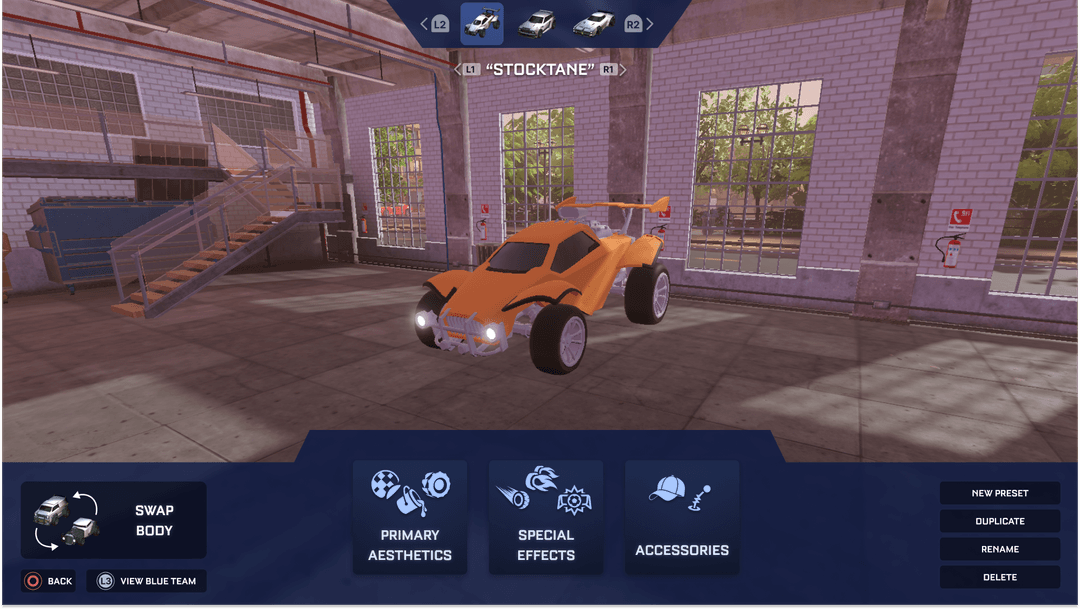 L2
R2
L1 “STOCKTANE” R1
SWAP
BODY
PRIMARY
AESTHETICS
SPECIAL
EFFECTS
ACCESSORIES
NEW PRESET
DUPLICATE
RENAME
DELETE
BACK
L3 VIEW BLUE TEAM